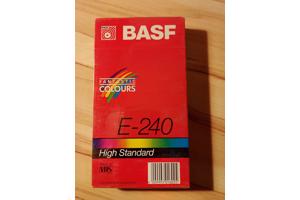 BASF
FANTASTIC
COLOURS
E-240
High Standard
VHS